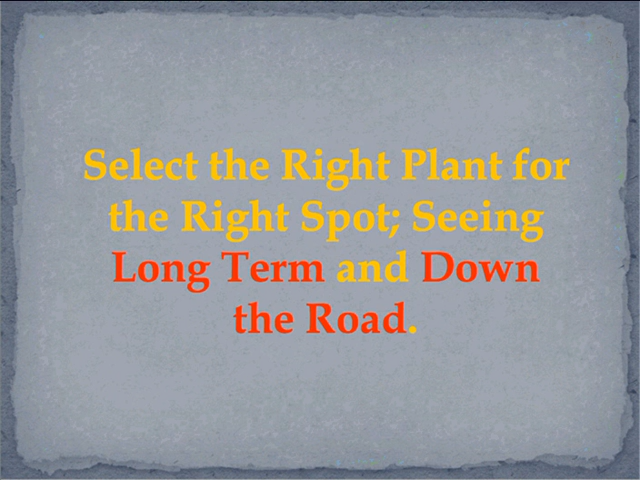 Select the Right Plant for
the Right Spot; Seeing
Long Term and Down
the Road.